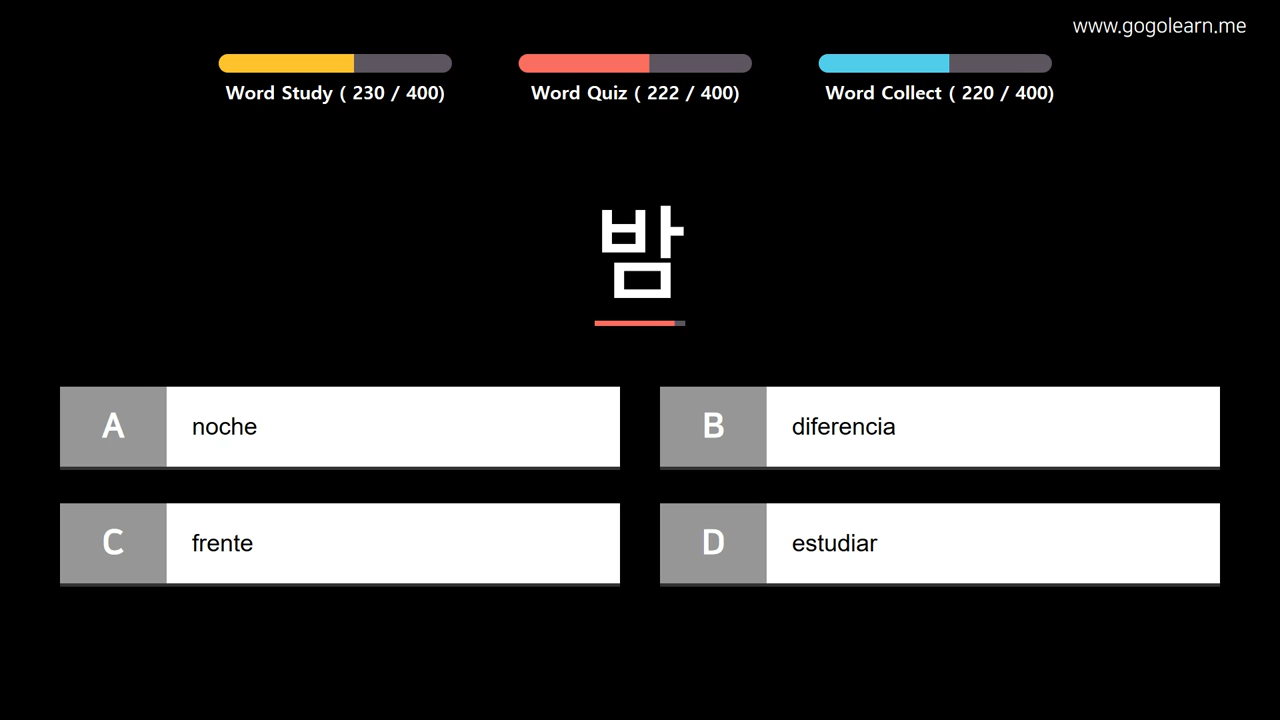 www.gogolearn.me
Word Study ( 230 / 400)
Word Quiz ( 222 / 400)
Word Collect ( 220 / 400)
밤
A noche
B diferencia
C frente
D estudiar